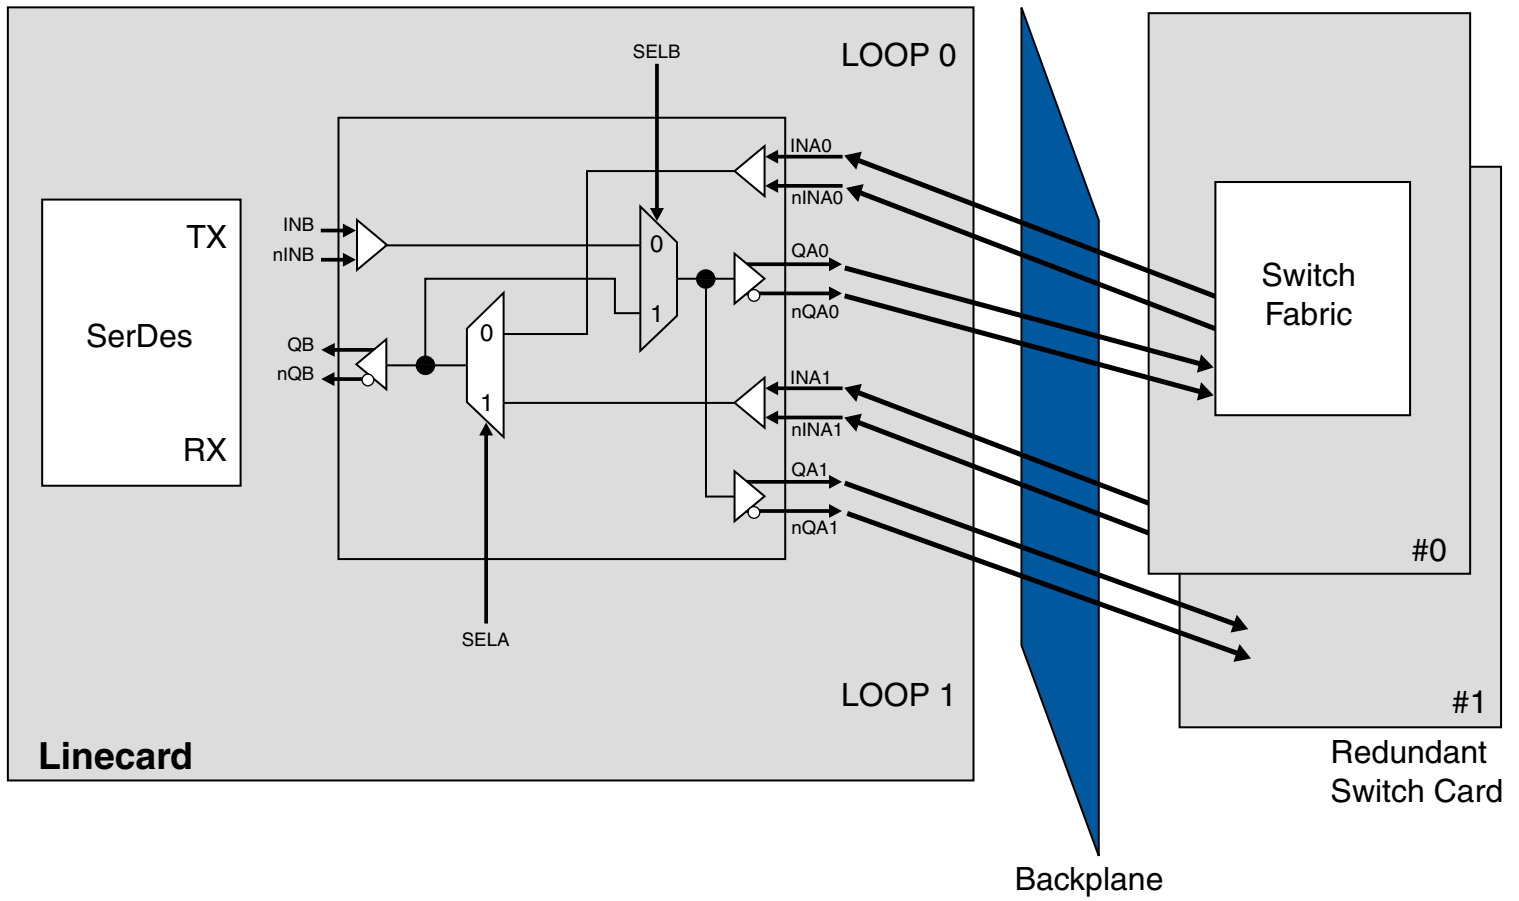 SELB
LOOP 0
INA0
nINA0
TX
INB
nINB
0
QA0
nQA0
Switch
Fabric
1
SerDes
QB
nQB
0
1
INA1
nINA1
RX
QA1
nQA1
#0
SELA
LOOP 1
#1
Linecard
Redundant
Switch Card
Backplane